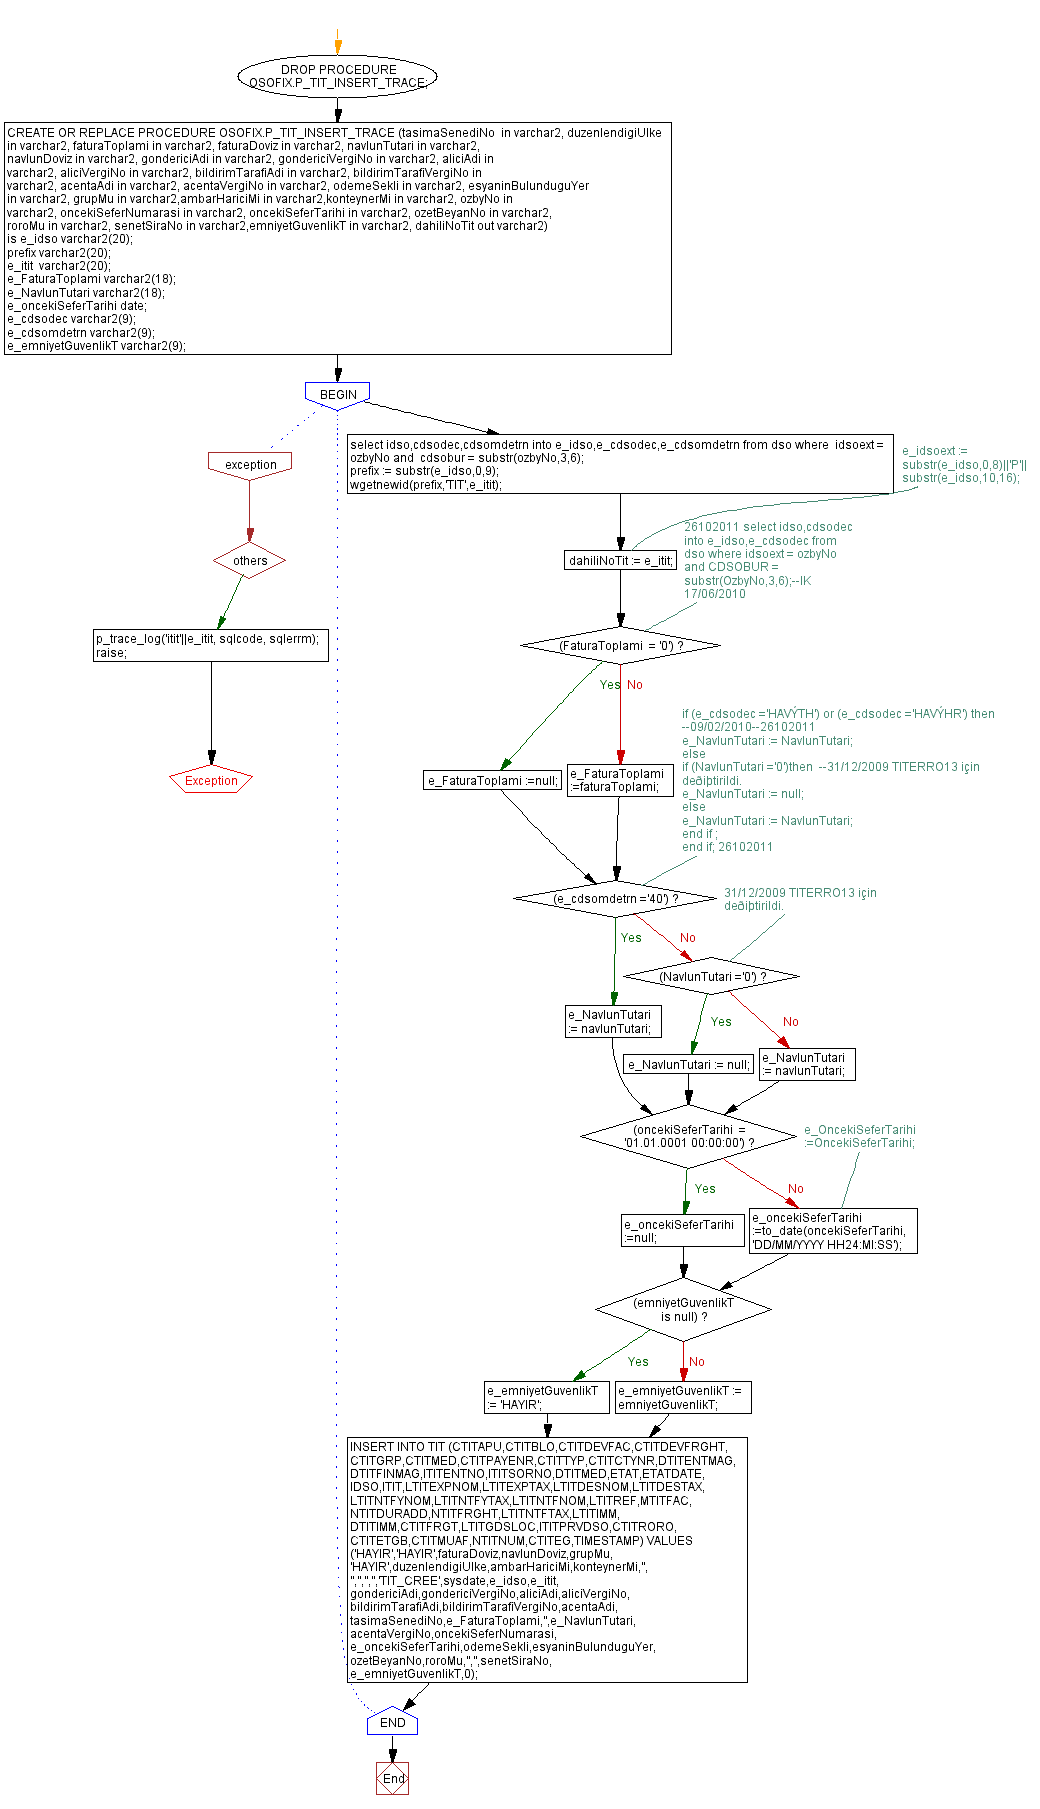 DROP PROCEDURE
OSOFIX.P_TIT_INSERT_TRACE;
CREATE OR REPLACE PROCEDURE OSOFIX.P_TIT_INSERT_TRACE (tasimaSenediNo  in varchar2, duzenlendigiUlke
in varchar2, faturaToplami in varchar2, faturaDoviz in varchar2, navlunTutari in varchar2,
navlunDoviz in varchar2, gondericiAdi in varchar2, gondericiVergiNo in varchar2, aliciAdi in
varchar2, aliciVergiNo in varchar2, bildirimTarafiAdi in varchar2, bildirimTarafiVergiNo in
varchar2, acentaAdi in varchar2, acentaVergiNo in varchar2, odemeSekli in varchar2, esyaninBulunduguYer
in varchar2, grupMu in varchar2,ambarHariciMi in varchar2,konteynerMi in varchar2, ozbyNo in
varchar2, oncekiSeferNumarasi in varchar2, oncekiSeferTarihi in varchar2, ozetBeyanNo in varchar2,
roroMu in varchar2, senetSiraNo in varchar2,emniyetGuvenlikT in varchar2, dahiliNoTit out varchar2)
is e_idso varchar2(20);
prefix varchar2(20);
e_itit  varchar2(20);
e_FaturaToplami varchar2(18);
e_NavlunTutari varchar2(18);
e_oncekiSeferTarihi date;
e_cdsodec varchar2(9);
e_cdsomdetrn varchar2(9);
e_emniyetGuvenlikT varchar2(9);
BEGIN
exception
others
p_trace_log('itit'||e_itit, sqlcode, sqlerrm);
raise;
Exception
select idso,cdsodec,cdsomdetrn into e_idso,e_cdsodec,e_cdsomdetrn from dso where  idsoext =
ozbyNo and  cdsobur = substr(ozbyNo,3,6);
prefix := substr(e_idso,0,9);
wgetnewid(prefix,'TIT',e_itit);
e_idsoext :=
substr(e_idso,0,8)||'P'||
substr(e_idso,10,16);
dahiliNoTit := e_itit;
26102011 select idso,cdsodec
into e_idso,e_cdsodec from
dso where idsoext = ozbyNo
and CDSOBUR =
substr(OzbyNo,3,6);--IK
17/06/2010
(FaturaToplami  = '0') ?
Yes
No
e_FaturaToplami :=null;
e_FaturaToplami
:=faturaToplami;
if (e_cdsodec ='HAVÝTH') or (e_cdsodec ='HAVÝHR') then
--09/02/2010--26102011
e_NavlunTutari := NavlunTutari;
else
if (NavlunTutari ='0')then  --31/12/2009 TITERRO13 için
deðiþtirildi.
e_NavlunTutari := null;
else
e_NavlunTutari := NavlunTutari;
end if ;
end if; 26102011
(e_cdsomdetrn ='40') ?
31/12/2009 TITERRO13 için
deðiþtirildi.
Yes
No
(NavlunTutari ='0') ?
e_NavlunTutari
:= navlunTutari;
Yes
No
e_NavlunTutari := null;
e_NavlunTutari
:= navlunTutari;
(oncekiSeferTarihi  =
'01.01.0001 00:00:00') ?
e_OncekiSeferTarihi
:=OncekiSeferTarihi;
Yes
No
e_oncekiSeferTarihi
:=null;
e_oncekiSeferTarihi
:=to_date(oncekiSeferTarihi,
'DD/MM/YYYY HH24:MI:SS');
(emniyetGuvenlikT
is null) ?
Yes
No
e_emniyetGuvenlikT
:= 'HAYIR';
e_emniyetGuvenlikT :=
emniyetGuvenlikT;
INSERT INTO TIT (CTITAPU,CTITBLO,CTITDEVFAC,CTITDEVFRGHT,
CTITGRP,CTITMED,CTITPAYENR,CTITTYP,CTITCTYNR,DTITENTMAG,
DTITFINMAG,ITITENTNO,ITITSORNO,DTITMED,ETAT,ETATDATE,
IDSO,ITIT,LTITEXPNOM,LTITEXPTAX,LTITDESNOM,LTITDESTAX,
LTITNTFYNOM,LTITNTFYTAX,LTITNTFNOM,LTITREF,MTITFAC,
NTITDURADD,NTITFRGHT,LTITNTFTAX,LTITIMM,
DTITIMM,CTITFRGT,LTITGDSLOC,ITITPRVDSO,CTITRORO,
CTITETGB,CTITMUAF,NTITNUM,CTITEG,TIMESTAMP) VALUES
('HAYIR','HAYIR',faturaDoviz,navlunDoviz,grupMu,
'HAYIR',duzenlendigiUlke,ambarHariciMi,konteynerMi,'',
'','','','','TIT_CREE',sysdate,e_idso,e_itit,
gondericiAdi,gondericiVergiNo,aliciAdi,aliciVergiNo,
bildirimTarafiAdi,bildirimTarafiVergiNo,acentaAdi,
tasimaSenediNo,e_FaturaToplami,'',e_NavlunTutari,
acentaVergiNo,oncekiSeferNumarasi,
e_oncekiSeferTarihi,odemeSekli,esyaninBulunduguYer,
ozetBeyanNo,roroMu,'','',senetSiraNo,
e_emniyetGuvenlikT,0);
END
End